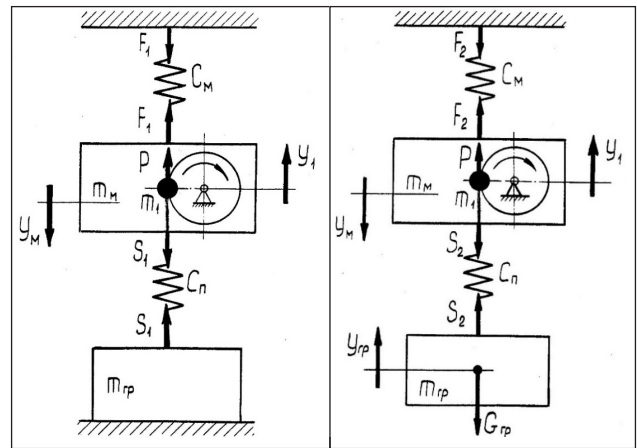 F₁
Cм
F₁
P
y₁
mм
m₁
yм
S₁
Cп
S₁
mгр
F₂
Cм
F₂
P
y₁
mм
m₁
yм
S₂
Cп
S₂
yгр
mгр
Gгр